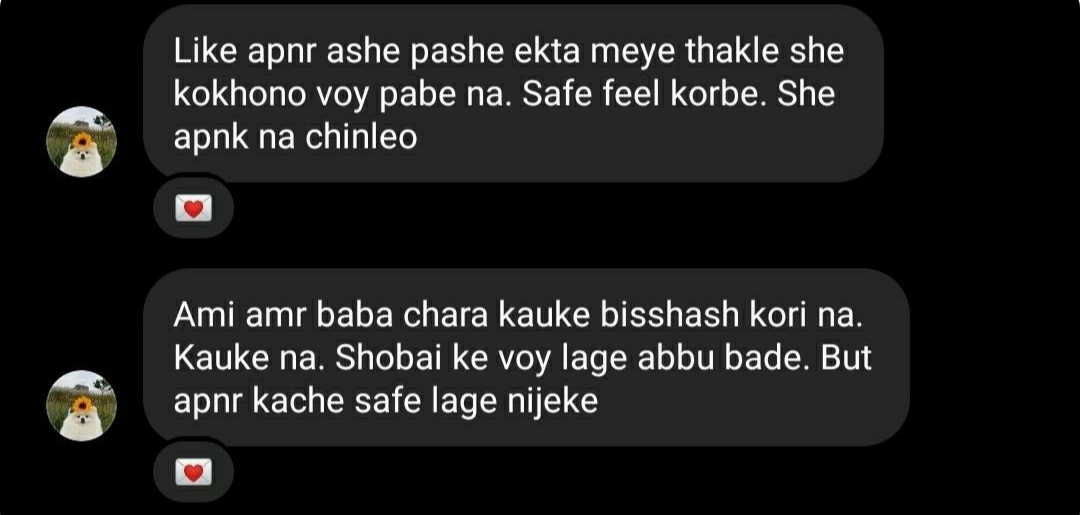 Like apnr ashe pashe ekta meye thakle she
kokhono voy pabe na. Safe feel korbe. She
apnk na chinleo
Ami amr baba chara kauke bisshash kori na.
Kauke na. Shobai ke voy lage abbu bade. But
apnr kache safe lage nijeke